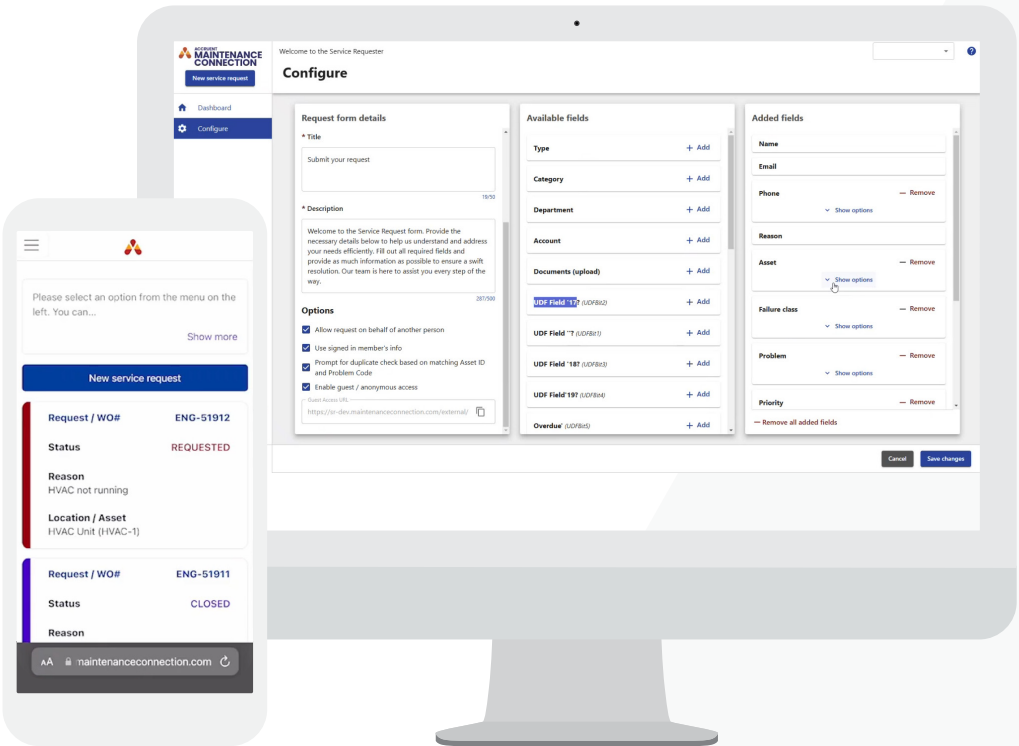 ACCRUENT
MAINTENANCE
CONNECTION
New service request
Dashboard
Configure
Welcome to the Service Requester
Configure
Request form details
* Title
Submit your request
19/50
* Description
Welcome to the Service Request form. Provide the
necessary details below to help us understand and address
your needs efficiently. Fill out all required fields and
provide as much information as possible to ensure a swift
resolution. Our team is here to assist you every step of the
way.
287/500
Options
Allow request on behalf of another person
Use signed in member's info
Prompt for duplicate check based on matching Asset ID
and Problem Code
Enable guest / anonymous access
Guest Access URL
https://sr-dev.maintenanceconnection.com/external/
Available fields
Type + Add
Category + Add
Department + Add
Account + Add
Documents (upload) + Add
UDF Field '17? (UDFBit2) + Add
UDF Field ''? (UDFBit1) + Add
UDF Field '18? (UDFBit3) + Add
UDF Field'19? (UDFBit4) + Add
Overdue' (UDFBit5) + Add
Added fields
Name
Email
Phone — Remove
Show options
Reason
Asset — Remove
Show options
Failure class — Remove
Show options
Problem — Remove
Show options
Priority — Remove
— Remove all added fields
Cancel Save changes
Please select an option from the menu on the
left. You can...
Show more
New service request
Request / WO# ENG-51912
Status REQUESTED
Reason
HVAC not running
Location / Asset
HVAC Unit (HVAC-1)
Request / WO# ENG-51911
Status CLOSED
Reason
AA maintenanceconnection.com